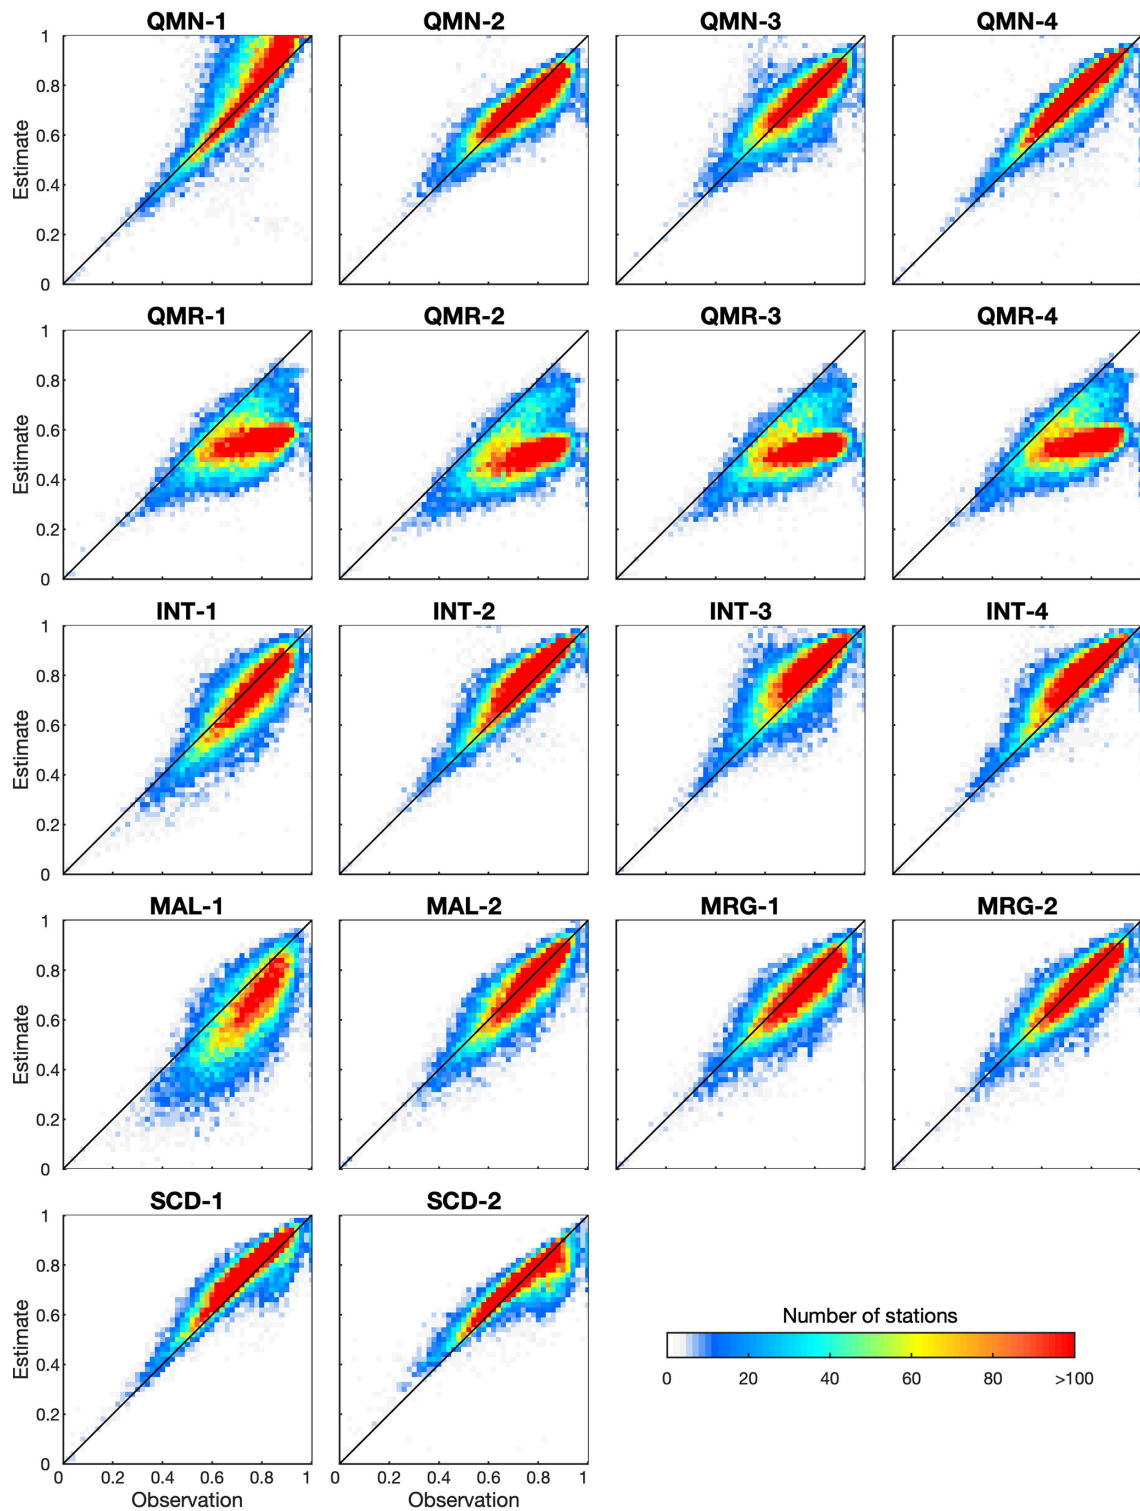 QMN-1 QMN-2 QMN-3 QMN-4
1
0.8
0.6
0.4
0.2
0
Estimate
QMR-1 QMR-2 QMR-3 QMR-4
1
0.8
0.6
0.4
0.2
0
Estimate
INT-1 INT-2 INT-3 INT-4
1
0.8
0.6
0.4
0.2
0
Estimate
MAL-1 MAL-2 MRG-1 MRG-2
1
0.8
0.6
0.4
0.2
0
Estimate
SCD-1 SCD-2
1
0.8
0.6
0.4
0.2
0
Estimate
0 0.2 0.4 0.6 0.8 1 0 0.2 0.4 0.6 0.8 1
Observation Observation
Number of stations
0 20 40 60 80 >100